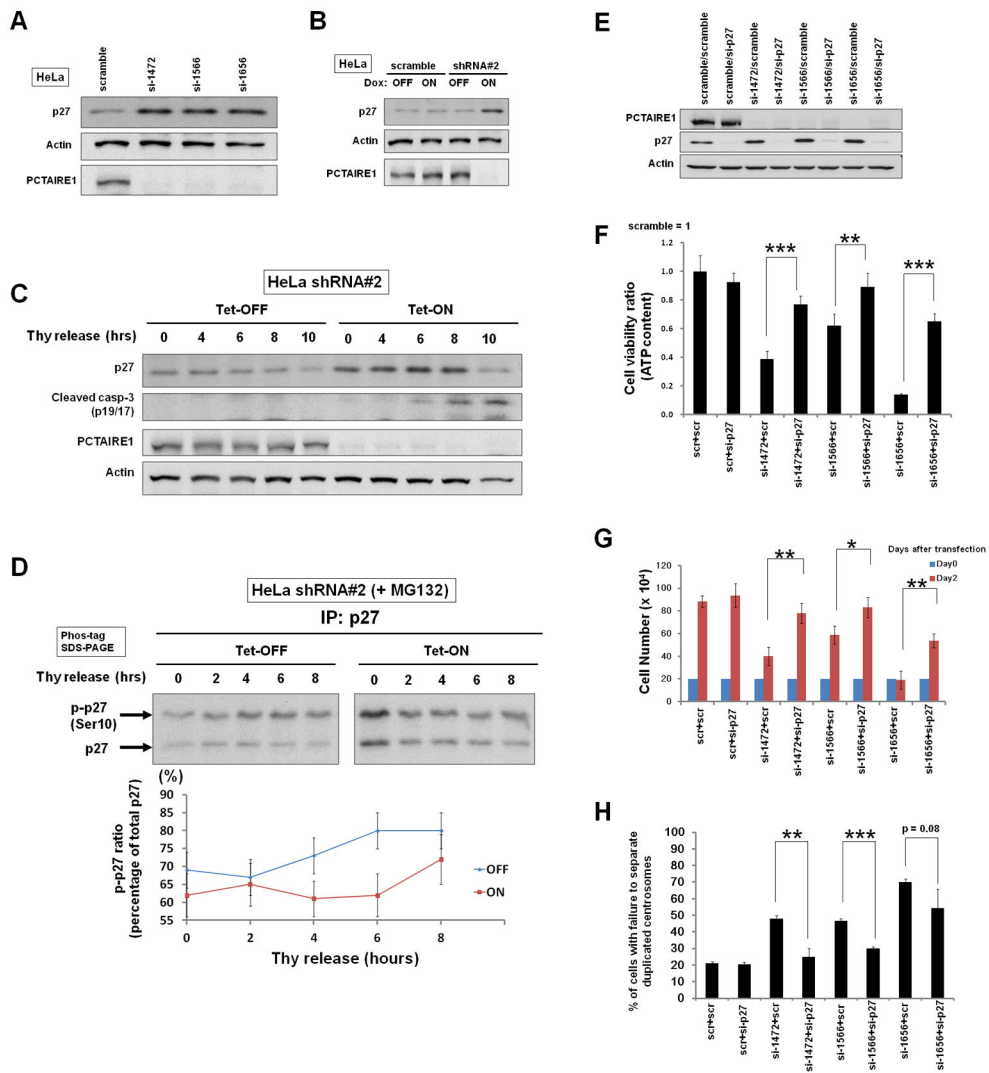 A
HeLa
scramble
si-1472
si-1566
si-1656
p27
Actin
PCTAIRE1
B
HeLa
scramble shRNA#2
Dox: OFF ON OFF ON
p27
Actin
PCTAIRE1
C
HeLa shRNA#2
Tet-OFF Tet-ON
Thy release (hrs) 0 4 6 8 10 0 4 6 8 10
p27
Cleaved casp-3
(p19/17)
PCTAIRE1
Actin
D
HeLa shRNA#2 (+ MG132)
IP: p27
Phos-tag
SDS-PAGE
Tet-OFF Tet-ON
Thy release (hrs) 0 2 4 6 8 0 2 4 6 8
p-p27
(Ser10)
p27
(%)
p-p27 ratio
(percentage of total p27)
85
80
75
70
65
60
55
0 2 4 6 8
OFF
ON
Thy release (hours)
E
scramble/scramble
scramble/si-p27
si-1472/scramble
si-1472/si-p27
si-1566/scramble
si-1566/si-p27
si-1656/scramble
si-1656/si-p27
PCTAIRE1
p27
Actin
F
scramble = 1
Cell viability ratio
(ATP content)
1.2
1.0
0.8
0.6
0.4
0.2
0
*** ** ***
scr+scr
scr+si-p27
si-1472+scr
si-1472+si-p27
si-1566+scr
si-1566+si-p27
si-1656+scr
si-1656+si-p27
G
Days after transfection
Day0
Day2
Cell Number (x 10⁴)
120
100
80
60
40
20
0
** * **
scr+scr
scr+si-p27
si-1472+scr
si-1472+si-p27
si-1566+scr
si-1566+si-p27
si-1656+scr
si-1656+si-p27
H
% of cells with failure to separate
duplicated centrosomes
100
90
80
70
60
50
40
30
20
10
0
** *** p = 0.08
scr+scr
scr+si-p27
si-1472+scr
si-1472+si-p27
si-1566+scr
si-1566+si-p27
si-1656+scr
si-1656+si-p27